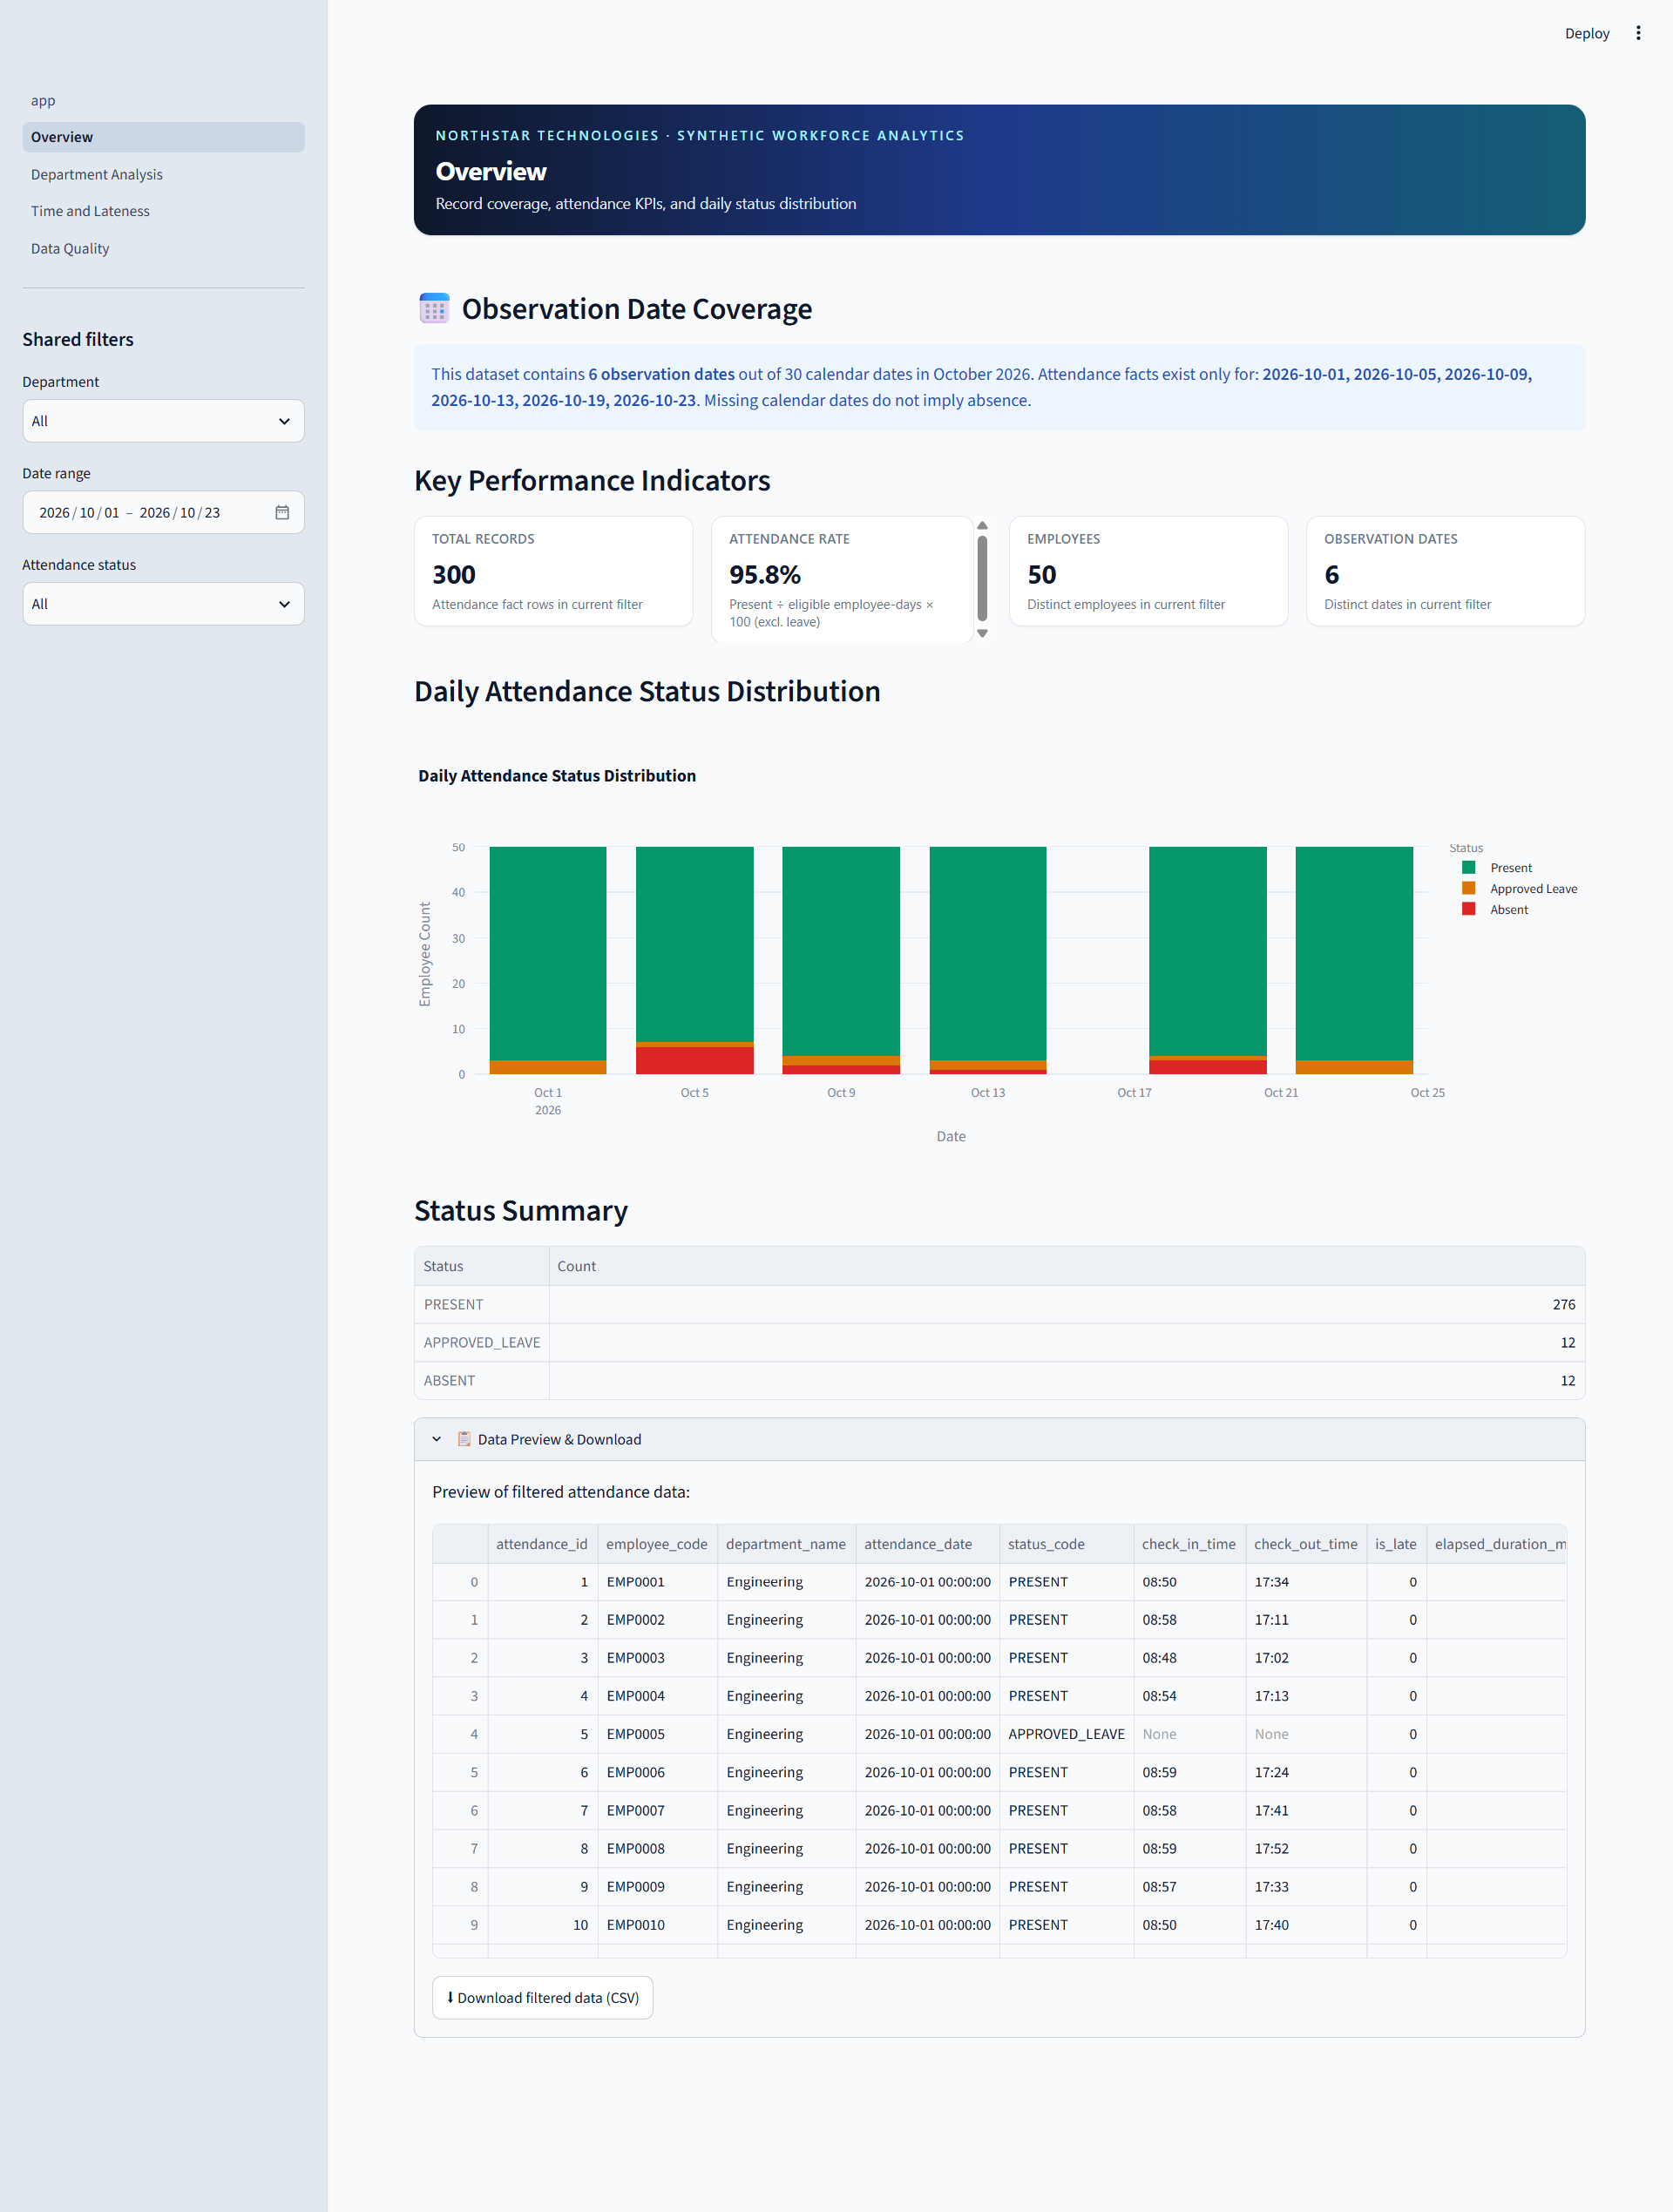 Deploy
app
Overview
Department Analysis
Time and Lateness
Data Quality
Shared filters
Department
All
Date range
2026 / 10 / 01 – 2026 / 10 / 23
Attendance status
All
NORTHSTAR TECHNOLOGIES · SYNTHETIC WORKFORCE ANALYTICS
Overview
Record coverage, attendance KPIs, and daily status distribution
Observation Date Coverage
This dataset contains 6 observation dates out of 30 calendar dates in October 2026. Attendance facts exist only for: 2026-10-01, 2026-10-05, 2026-10-09,
2026-10-13, 2026-10-19, 2026-10-23. Missing calendar dates do not imply absence.
Key Performance Indicators
TOTAL RECORDS
300
Attendance fact rows in current filter
ATTENDANCE RATE
95.8%
Present ÷ eligible employee-days ×
100 (excl. leave)
EMPLOYEES
50
Distinct employees in current filter
OBSERVATION DATES
6
Distinct dates in current filter
Daily Attendance Status Distribution
Daily Attendance Status Distribution
Employee Count
50
40
30
20
10
0
Oct 1
2026
Oct 5
Oct 9
Oct 13
Oct 17
Oct 21
Oct 25
Date
Status
Present
Approved Leave
Absent
Status Summary
Status Count
PRESENT 276
APPROVED_LEAVE 12
ABSENT 12
Data Preview & Download
Preview of filtered attendance data:
attendance_id employee_code department_name attendance_date status_code check_in_time check_out_time is_late elapsed_duration_m
0 1 EMP0001 Engineering 2026-10-01 00:00:00 PRESENT 08:50 17:34 0
1 2 EMP0002 Engineering 2026-10-01 00:00:00 PRESENT 08:58 17:11 0
2 3 EMP0003 Engineering 2026-10-01 00:00:00 PRESENT 08:48 17:02 0
3 4 EMP0004 Engineering 2026-10-01 00:00:00 PRESENT 08:54 17:13 0
4 5 EMP0005 Engineering 2026-10-01 00:00:00 APPROVED_LEAVE None None 0
5 6 EMP0006 Engineering 2026-10-01 00:00:00 PRESENT 08:59 17:24 0
6 7 EMP0007 Engineering 2026-10-01 00:00:00 PRESENT 08:58 17:41 0
7 8 EMP0008 Engineering 2026-10-01 00:00:00 PRESENT 08:59 17:52 0
8 9 EMP0009 Engineering 2026-10-01 00:00:00 PRESENT 08:57 17:33 0
9 10 EMP0010 Engineering 2026-10-01 00:00:00 PRESENT 08:50 17:40 0
Download filtered data (CSV)